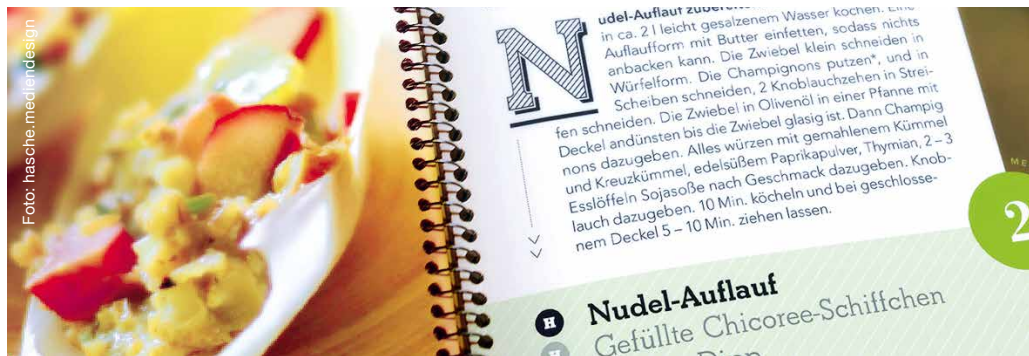 Foto: hasche.mediendesign
N
udel-Auflauf
in ca. 2 l leicht gesalzenem Wasser kochen. Eine
Auflaufform mit Butter einfetten, sodass nichts
anbacken kann. Die Zwiebel klein schneiden in
Würfelform. Die Champignons putzen*, und in
Scheiben schneiden, 2 Knoblauchzehen in Strei-
fen schneiden. Die Zwiebel in Olivenöl in einer Pfanne mit
Deckel andünsten bis die Zwiebel glasig ist. Dann Champig
nons dazugeben. Alles würzen mit gemahlenem Kümmel
und Kreuzkümmel, edelsüßem Paprikapulver, Thymian, 2 – 3
Esslöffeln Sojasoße nach Geschmack dazugeben. Knob-
lauch dazugeben. 10 Min. köcheln und bei geschlosse-
nem Deckel 5 – 10 Min. ziehen lassen.
ME
2
H Nudel-Auflauf
H Gefüllte Chicoree-Schiffchen